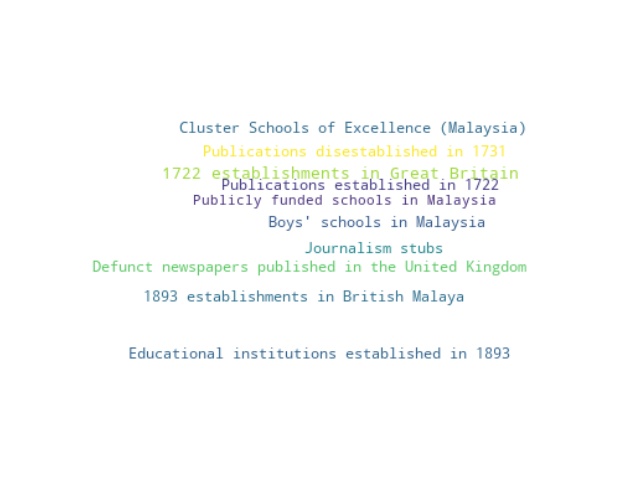 Cluster Schools of Excellence (Malaysia)
Publications disestablished in 1731
1722 establishments in Great Britain
Publications established in 1722
Publicly funded schools in Malaysia
Boys' schools in Malaysia
Journalism stubs
Defunct newspapers published in the United Kingdom
1893 establishments in British Malaya
Educational institutions established in 1893